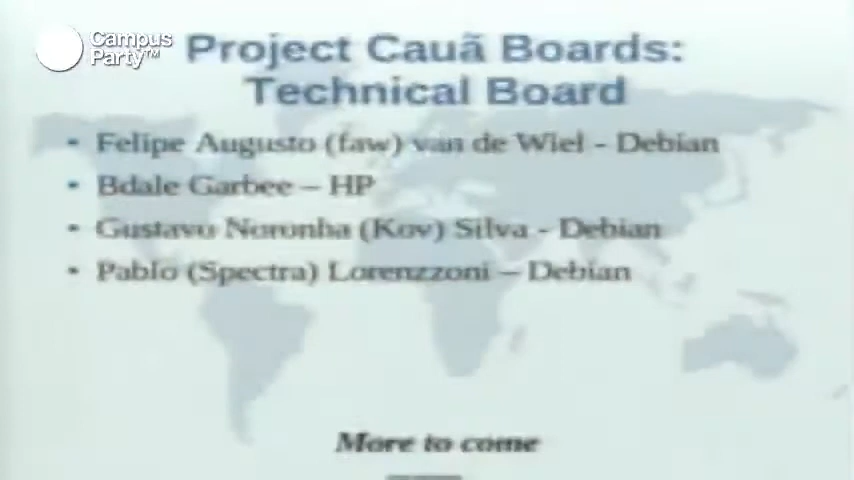 Campus
Party™
Project Cauã Boards:
Technical Board
• Felipe Augusto (faw) van de Wiel - Debian
• Bdale Garbee – HP
• Gustavo Noronha (Kov) Silva - Debian
• Pablo (Spectra) Lorenzzoni – Debian
More to come